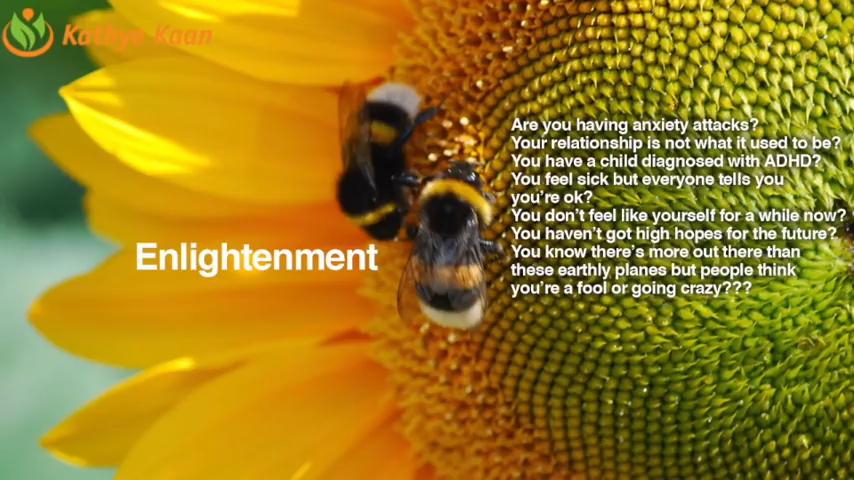 Kathye Kaan
Are you having anxiety attacks?
Your relationship is not what it used to be?
You have a child diagnosed with ADHD?
You feel sick but everyone tells you
you're ok?
You don't feel like yourself for a while now?
You haven't got high hopes for the future?
You know there's more out there than
these earthly planes but people think
you're a fool or going crazy???
Enlightenment